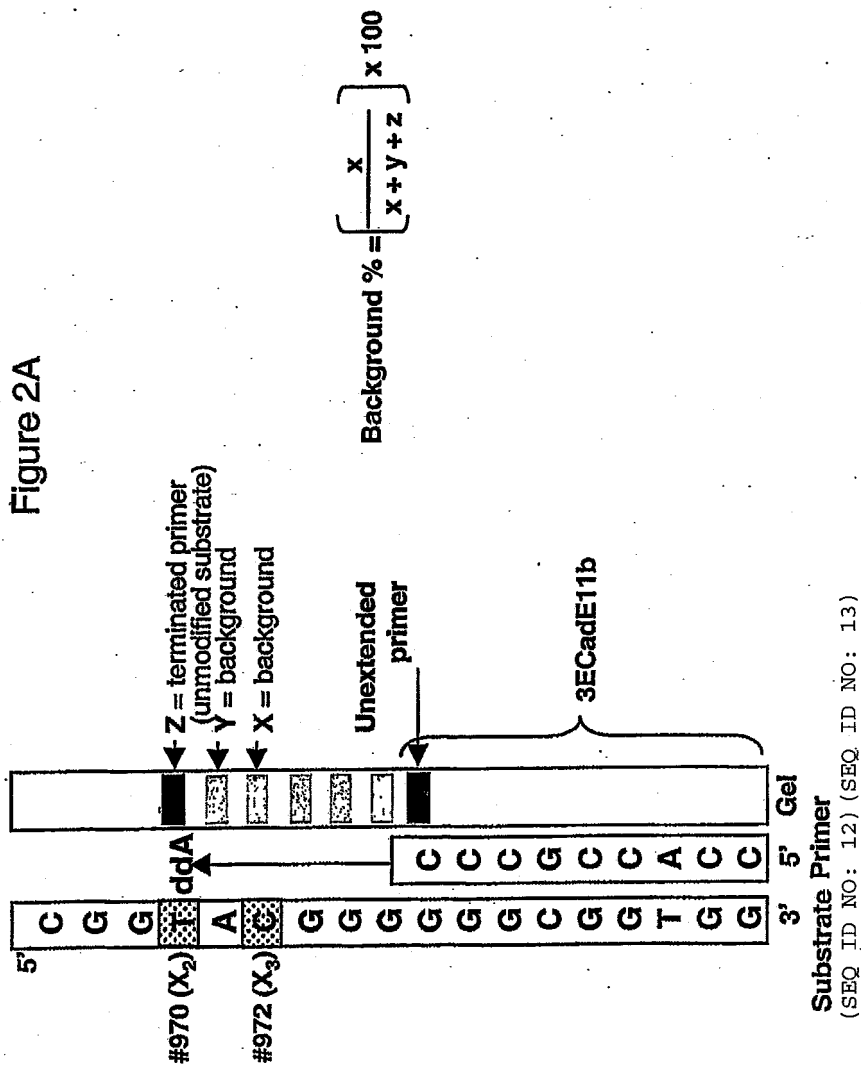 Figure 2A
#970 (X₂)
#972 (X₃)
5'
C G G T A C G G G G G G C G G T G G
3'
ddA
C C C G C C A C C
5'
Gel
Z = terminated primer
(unmodified substrate)
Y = background
X = background
Unextended
primer
3ECadE11b
Background % = [ x / x + y + z ] x 100
Substrate Primer
(SEQ ID NO: 12) (SEQ ID NO: 13)